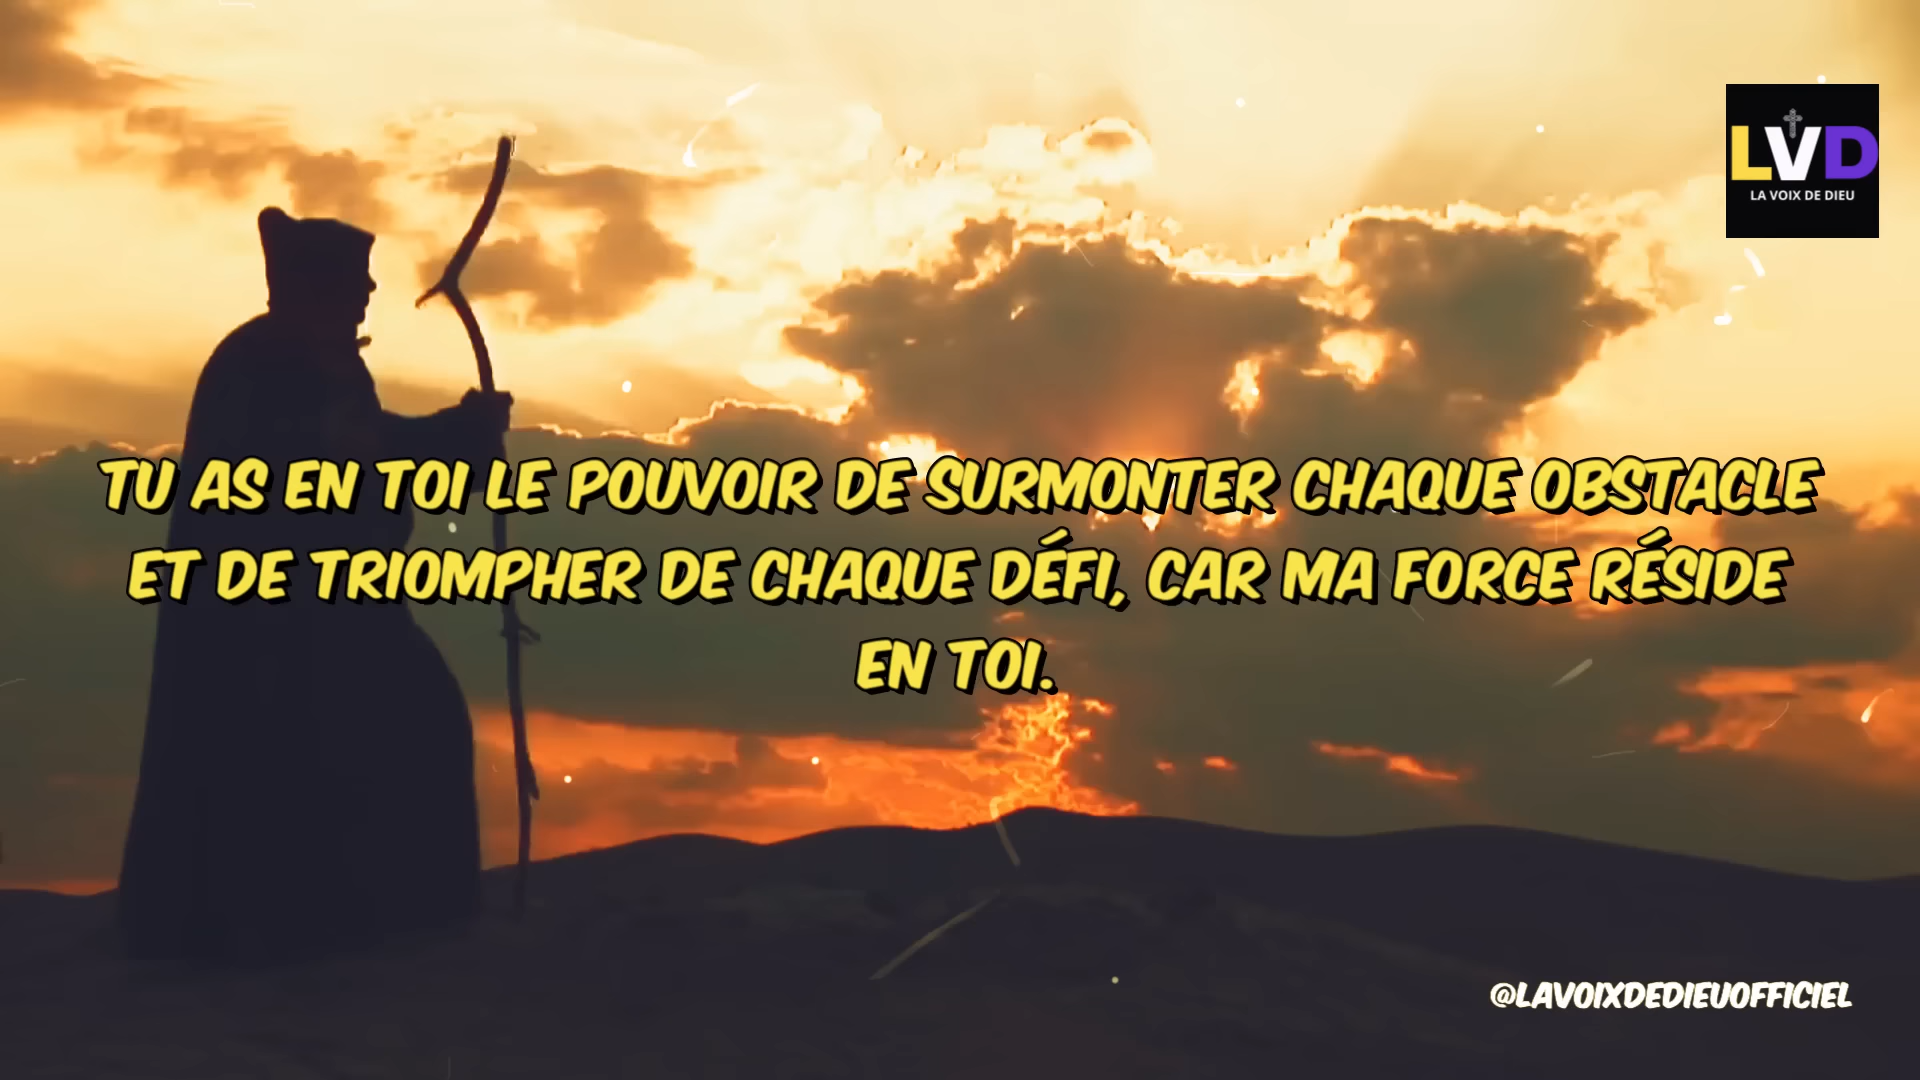 LVD
LA VOIX DE DIEU
TU AS EN TOI LE POUVOIR DE SURMONTER CHAQUE OBSTACLE
ET DE TRIOMPHER DE CHAQUE DÉFI, CAR MA FORCE RÉSIDE
EN TOI.
@LAVOIXDEDIEUOFFICIEL